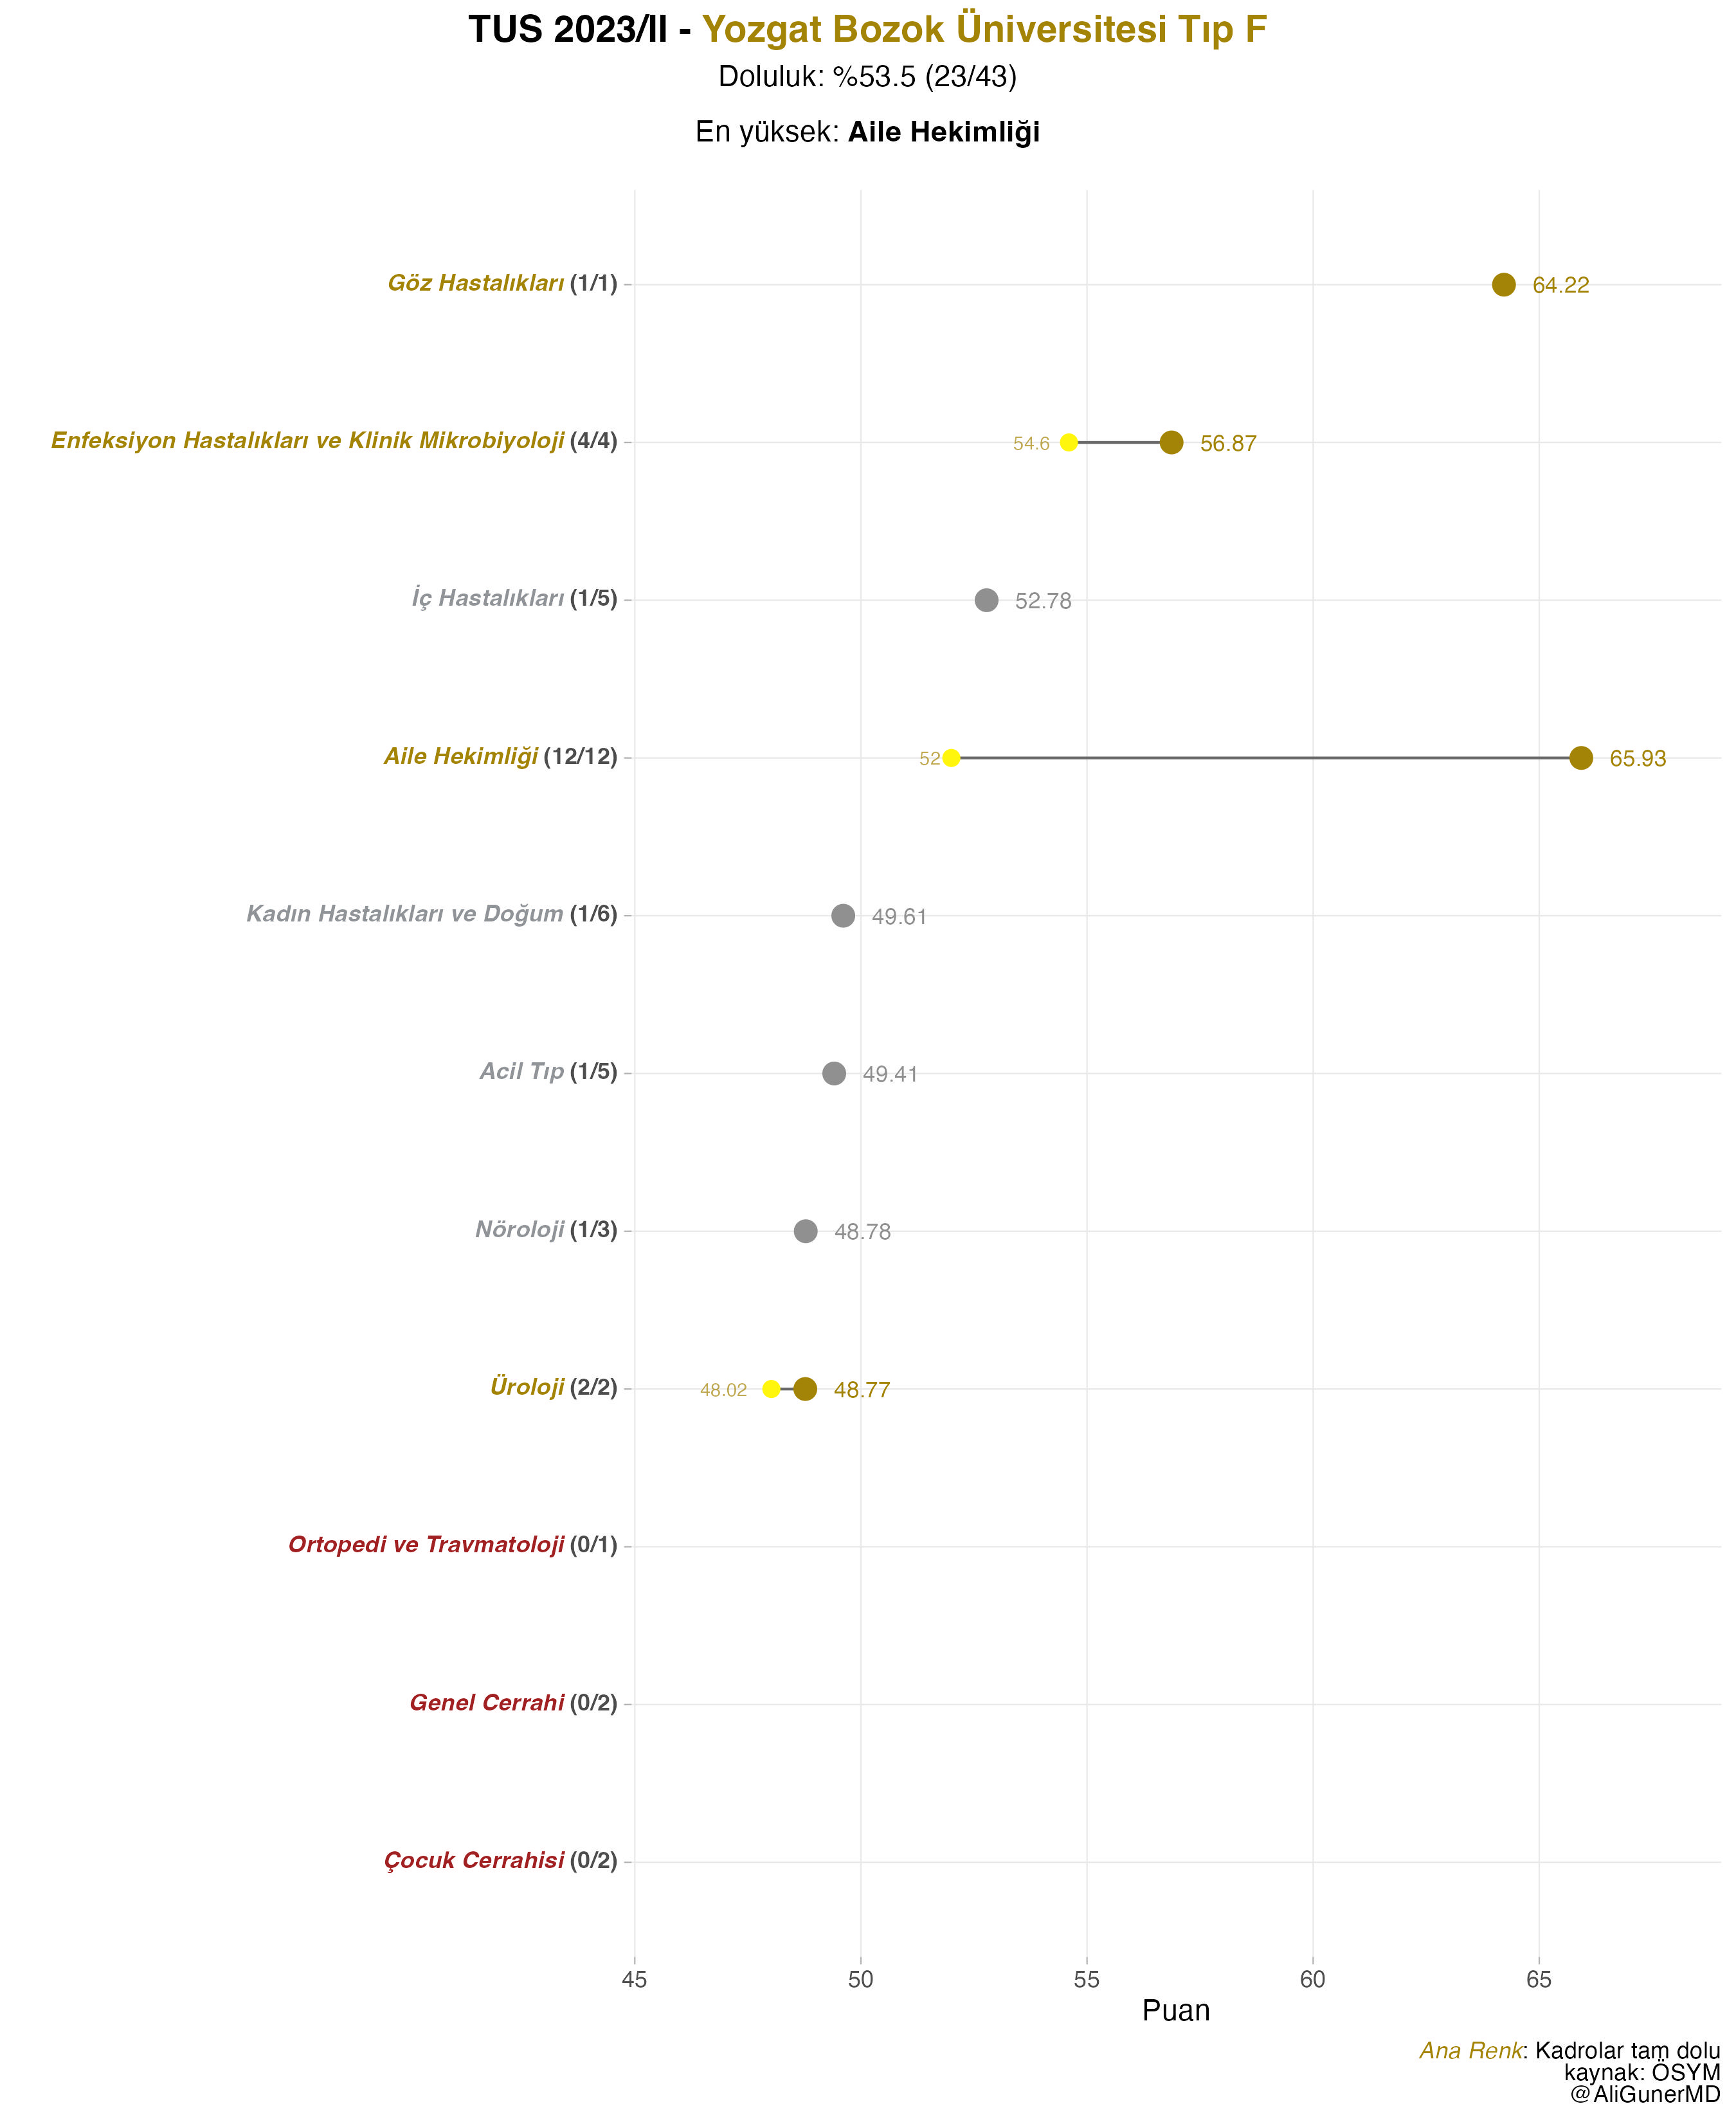 TUS 2023/II - Yozgat Bozok Üniversitesi Tıp F
Doluluk: %53.5 (23/43)
En yüksek: Aile Hekimliği
Göz Hastalıkları (1/1) 64.22
Enfeksiyon Hastalıkları ve Klinik Mikrobiyoloji (4/4) 54.6 56.87
İç Hastalıkları (1/5) 52.78
Aile Hekimliği (12/12) 52 65.93
Kadın Hastalıkları ve Doğum (1/6) 49.61
Acil Tıp (1/5) 49.41
Nöroloji (1/3) 48.78
Üroloji (2/2) 48.02 48.77
Ortopedi ve Travmatoloji (0/1)
Genel Cerrahi (0/2)
Çocuk Cerrahisi (0/2)
45 50 55 60 65
Puan
Ana Renk: Kadrolar tam dolu
kaynak: ÖSYM
@AliGunerMD